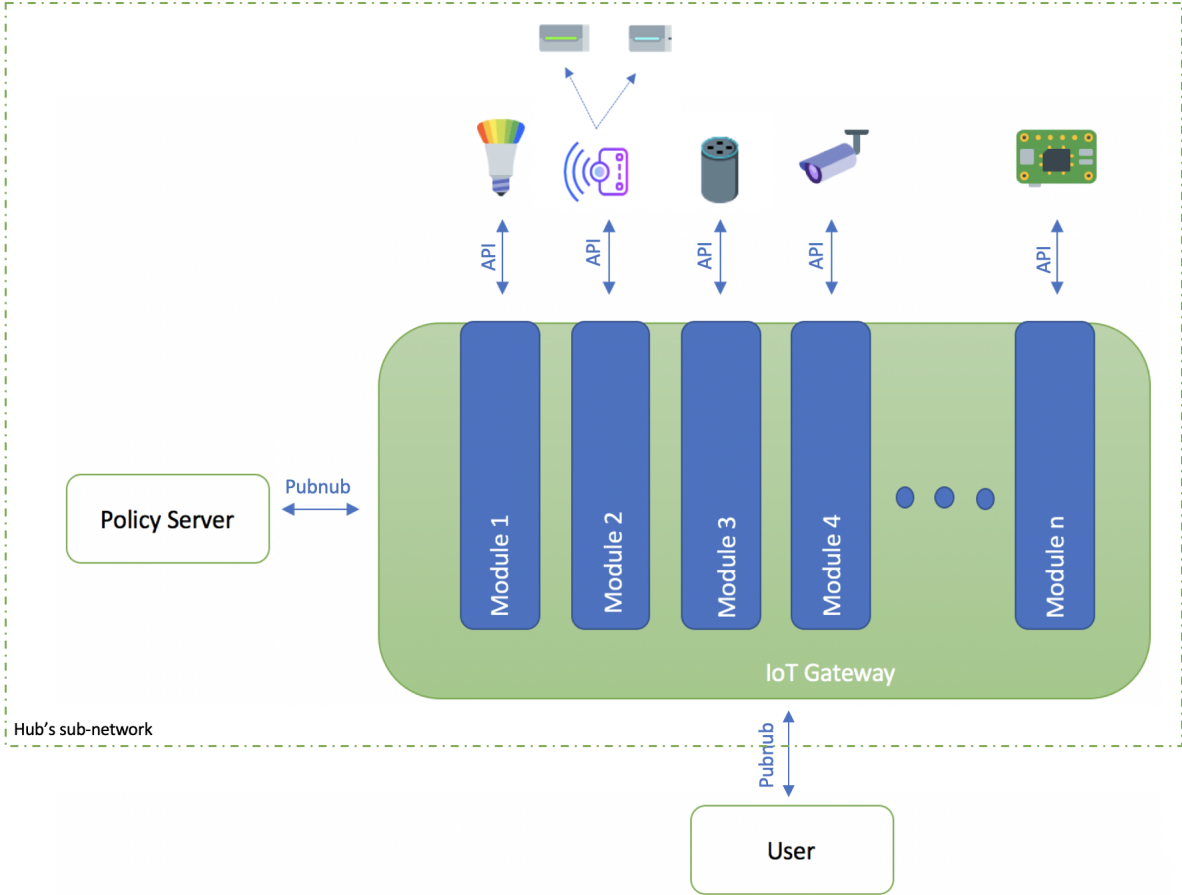 API
API
API
API
API
Pubnub
Policy Server
Module 1
Module 2
Module 3
Module 4
Module n
IoT Gateway
Hub's sub-network
Pubnub
User